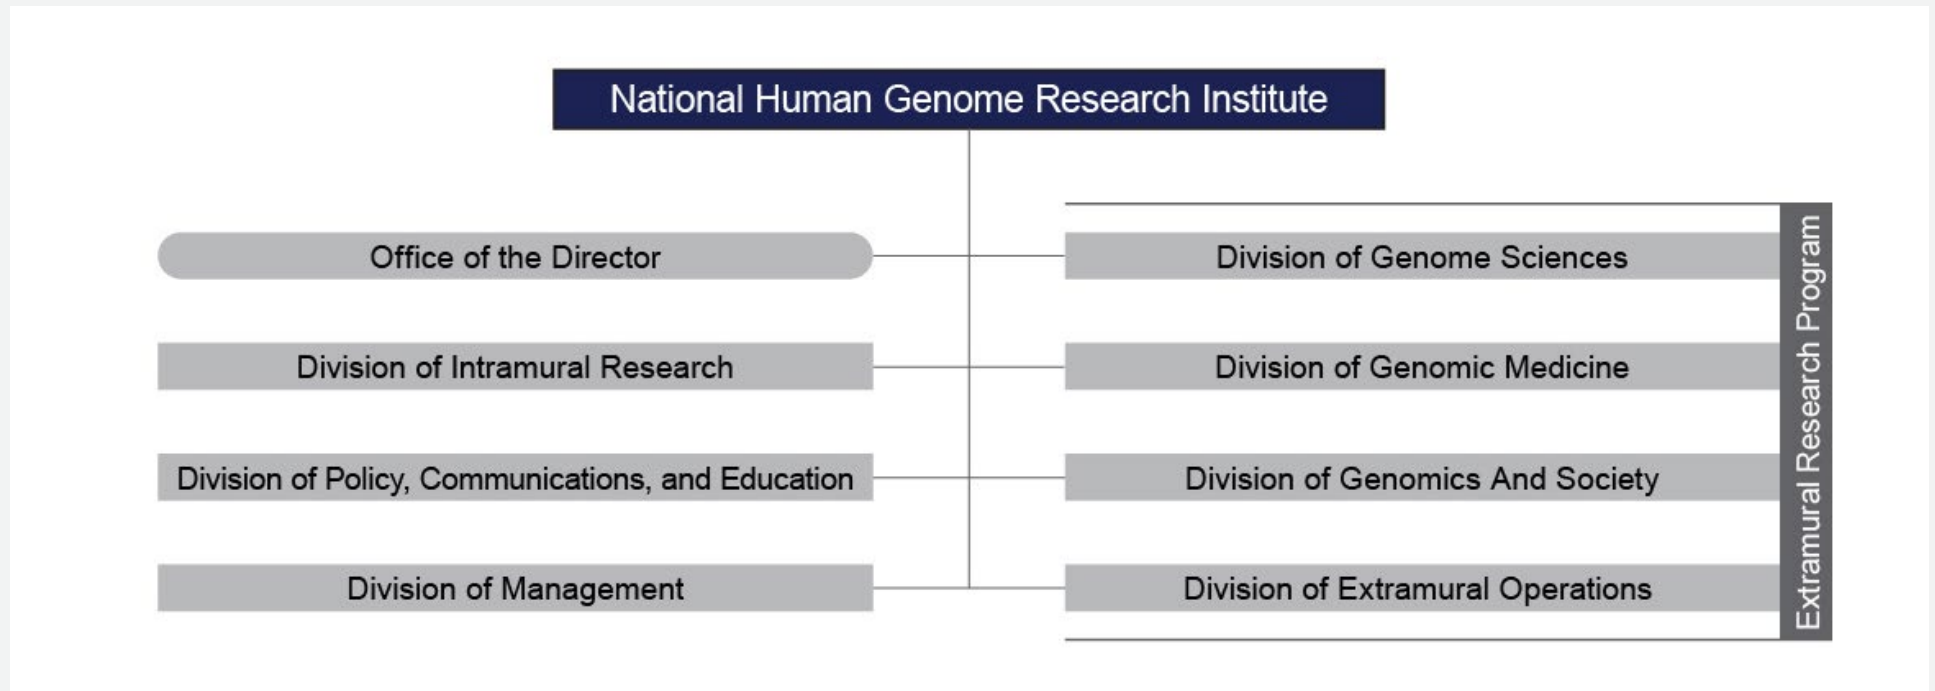 National Human Genome Research Institute
Office of the Director
Division of Intramural Research
Division of Policy, Communications, and Education
Division of Management
Division of Genome Sciences
Division of Genomic Medicine
Division of Genomics And Society
Division of Extramural Operations
Extramural Research Program